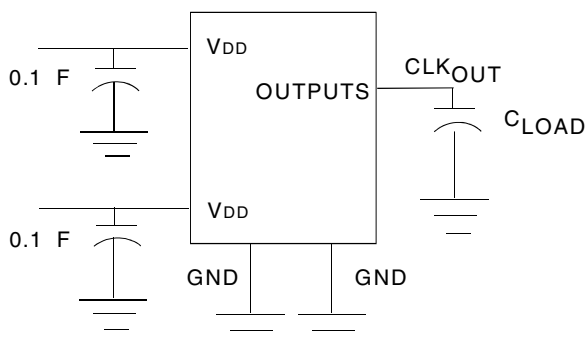 VDD
0.1 F
OUTPUTS
CLKOUT
CLOAD
VDD
0.1 F
GND
GND